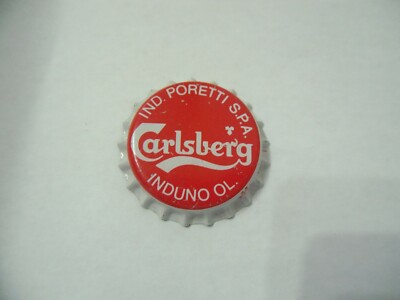 IND. PORETTI S.P.A.
Carlsberg
INDUNO OL.